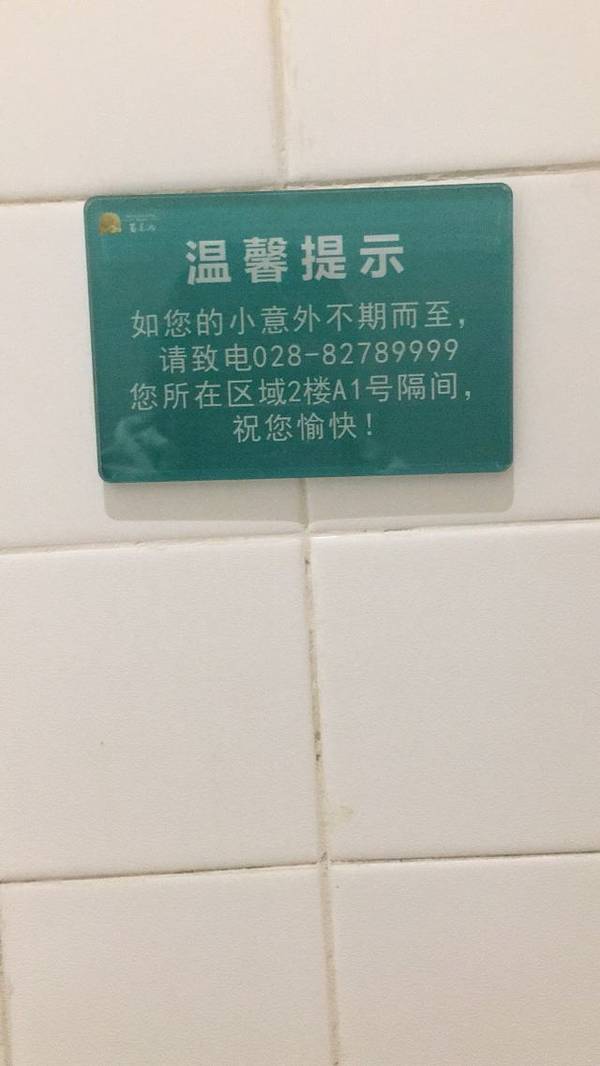 温馨提示
如您的小意外不期而至，
请致电028-82789999
您所在区域2楼A1号隔间，
祝您愉快！